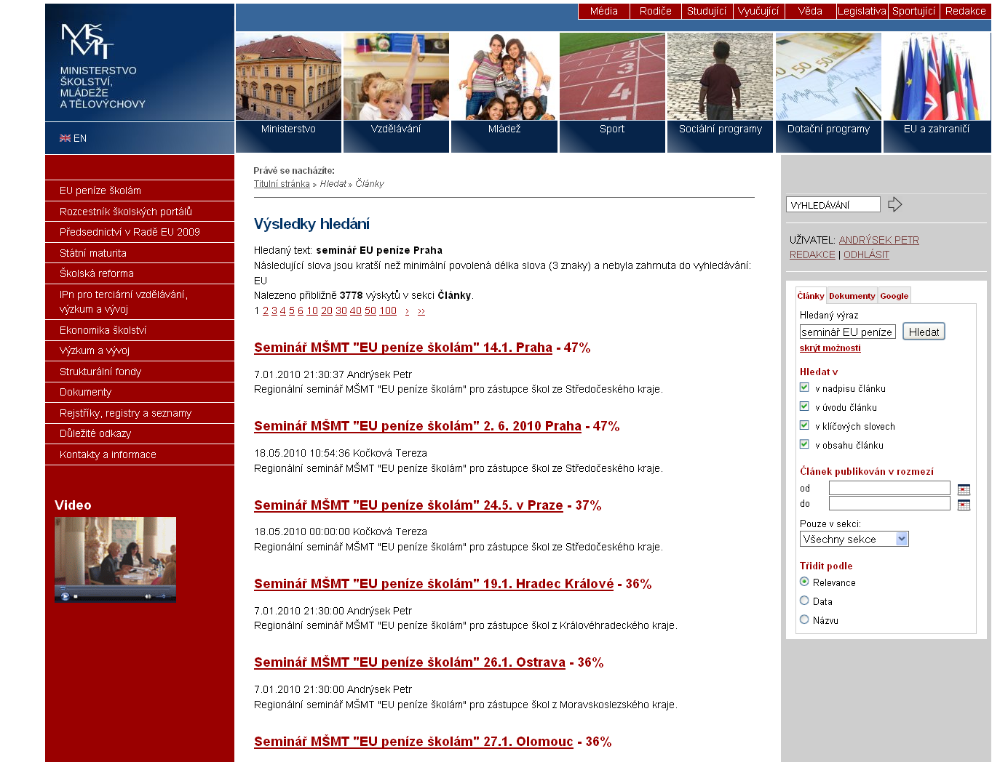 Média Rodiče Studující Vyučující Věda Legislativa Sportující Redakce
MŠMT
MINISTERSTVO
ŠKOLSTVÍ,
MLÁDEŽE
A TĚLOVÝCHOVY
EN
Ministerstvo Vzdělávání Mládež Sport Sociální programy Dotační programy EU a zahraničí
EU peníze školám
Rozcestník školských portálů
Předsednictví v Radě EU 2009
Státní maturita
Školská reforma
IPn pro terciární vzdělávání,
výzkum a vývoj
Ekonomika školství
Výzkum a vývoj
Strukturální fondy
Dokumenty
Rejstříky, registry a seznamy
Důležité odkazy
Kontakty a informace
Video
Právě se nacházíte:
Titulní stránka » Hledat » Články
Výsledky hledání
Hledaný text: seminář EU peníze Praha
Následující slova jsou kratší než minimální povolená délka slova (3 znaky) a nebyla zahrnuta do vyhledávání:
EU
Nalezeno přibližně 3778 výskytů v sekci Články.
1 2 3 4 5 6 10 20 30 40 50 100 › ››
Seminář MŠMT "EU peníze školám" 14.1. Praha - 47%
7.01.2010 21:30:37 Andrýsek Petr
Regionální seminář MŠMT "EU peníze školám" pro zástupce škol ze Středočeského kraje.
Seminář MŠMT "EU peníze školám" 2. 6. 2010 Praha - 47%
18.05.2010 10:54:36 Kočková Tereza
Regionální seminář MŠMT "EU peníze školám" pro zástupce škol ze Středočeského kraje.
Seminář MŠMT "EU peníze školám" 24.5. v Praze - 37%
18.05.2010 00:00:00 Kočková Tereza
Regionální seminář MŠMT "EU peníze školám" pro zástupce škol ze Středočeského kraje.
Seminář MŠMT "EU peníze školám" 19.1. Hradec Králové - 36%
7.01.2010 21:30:00 Andrýsek Petr
Regionální seminář MŠMT "EU peníze školám" pro zástupce škol z Královéhradeckého kraje.
Seminář MŠMT "EU peníze školám" 26.1. Ostrava - 36%
7.01.2010 21:30:00 Andrýsek Petr
Regionální seminář MŠMT "EU peníze školám" pro zástupce škol z Moravskoslezského kraje.
Seminář MŠMT "EU peníze školám" 27.1. Olomouc - 36%
VYHLEDÁVÁNÍ
UŽIVATEL: ANDRÝSEK PETR
REDAKCE | ODHLÁSIT
Články Dokumenty Google
Hledaný výraz
seminář EU peníze Hledat
skrýt možnosti
Hledat v
v nadpisu článku
v úvodu článku
v klíčových slovech
v obsahu článku
Článek publikován v rozmezí
od
do
Pouze v sekci:
Všechny sekce
Třidit podle
Relevance
Data
Názvu